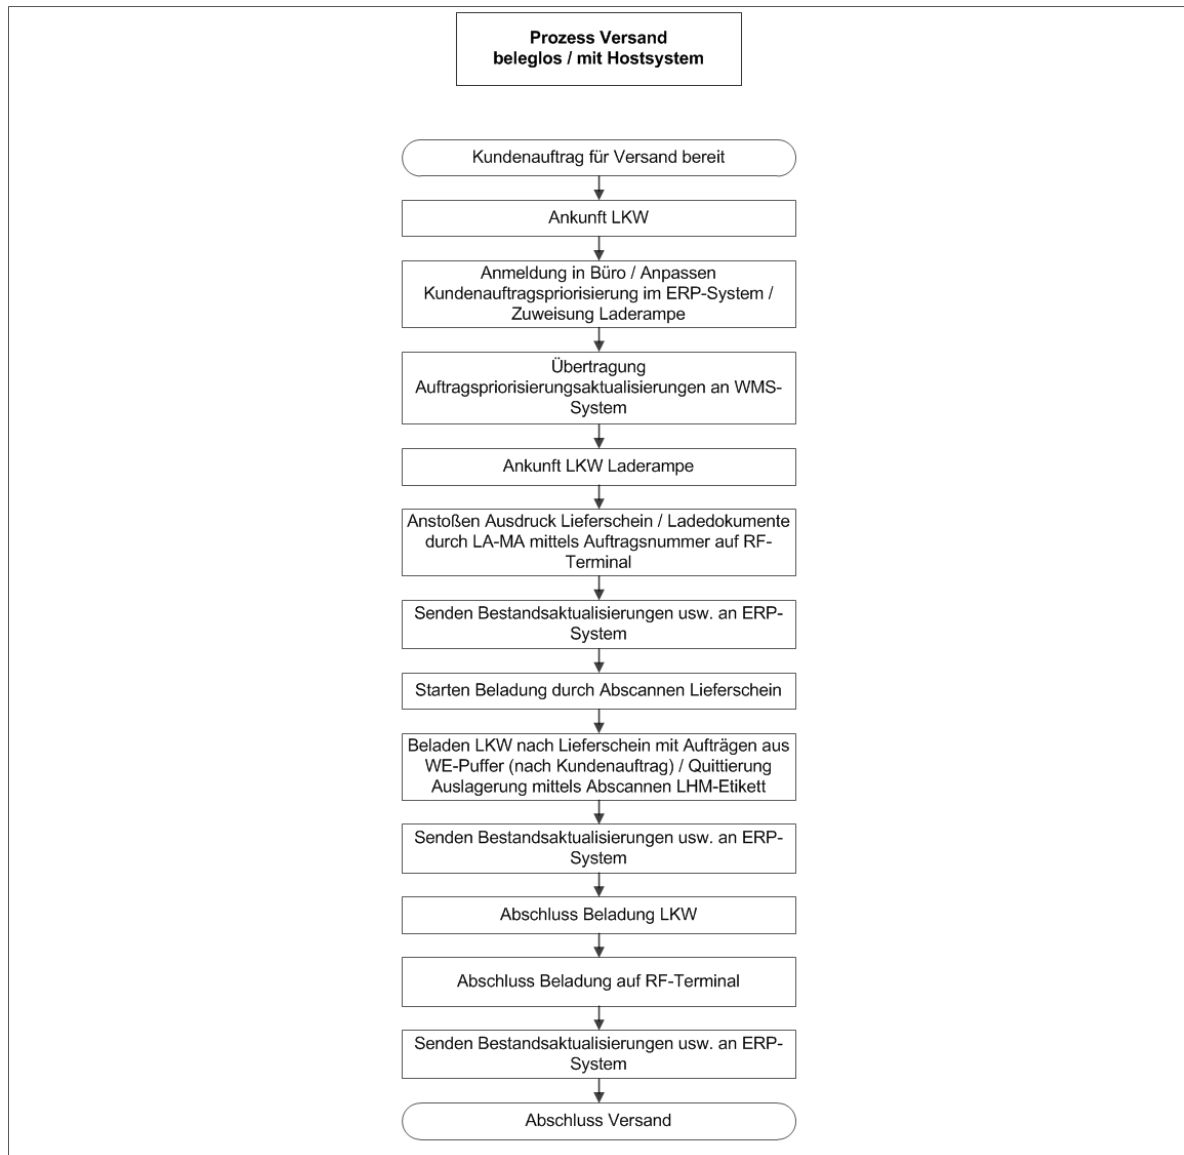 Prozess Versand
beleglos / mit Hostsystem
Kundenauftrag für Versand bereit
Ankunft LKW
Anmeldung in Büro / Anpassen
Kundenauftragspriorisierung im ERP-System /
Zuweisung Laderampe
Übertragung
Auftragspriorisierungsaktualisierungen an WMS-
System
Ankunft LKW Laderampe
Anstoßen Ausdruck Lieferschein / Ladedokumente
durch LA-MA mittels Auftragsnummer auf RF-
Terminal
Senden Bestandsaktualisierungen usw. an ERP-
System
Starten Beladung durch Abscannen Lieferschein
Beladen LKW nach Lieferschein mit Aufträgen aus
WE-Puffer (nach Kundenauftrag) / Quittierung
Auslagerung mittels Abscannen LHM-Etikett
Senden Bestandsaktualisierungen usw. an ERP-
System
Abschluss Beladung LKW
Abschluss Beladung auf RF-Terminal
Senden Bestandsaktualisierungen usw. an ERP-
System
Abschluss Versand